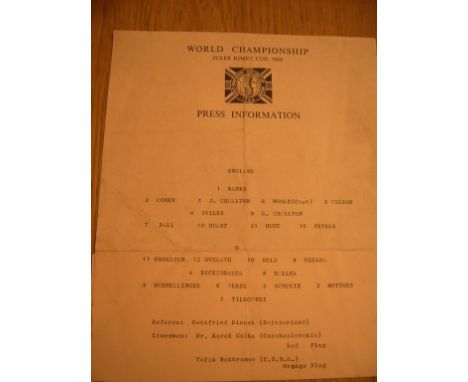 WORLD CHAMPIONSHIP
JULES RIMET CUP, 1966
PRESS INFORMATION
ENGLAND
1 BANKS
2 COHEN 5 J. CHARLTON 6 MOORE(Capt) 3 WILSON
4 STILES 9 R. CHARLTON
7 BALL 10 HURST 21 HUNT 16 PETERS
O
11 EMMERICH 12 OVERATH 10 HELD 9 SEELER
4 BECKENBAUER 8 HALLER
3 SCHNELLINGER 6 WEBER 5 SCHULTZ 2 HOTTGES
1 TILKOWSKI
Referee: Gottfried Dienst (Switzerland)
Linesmen: Dr. Karol Galba (Czechoslovakia)
Red Flag
Tofik Bakhramov (U.S.S.R.)
Orgnge Flag